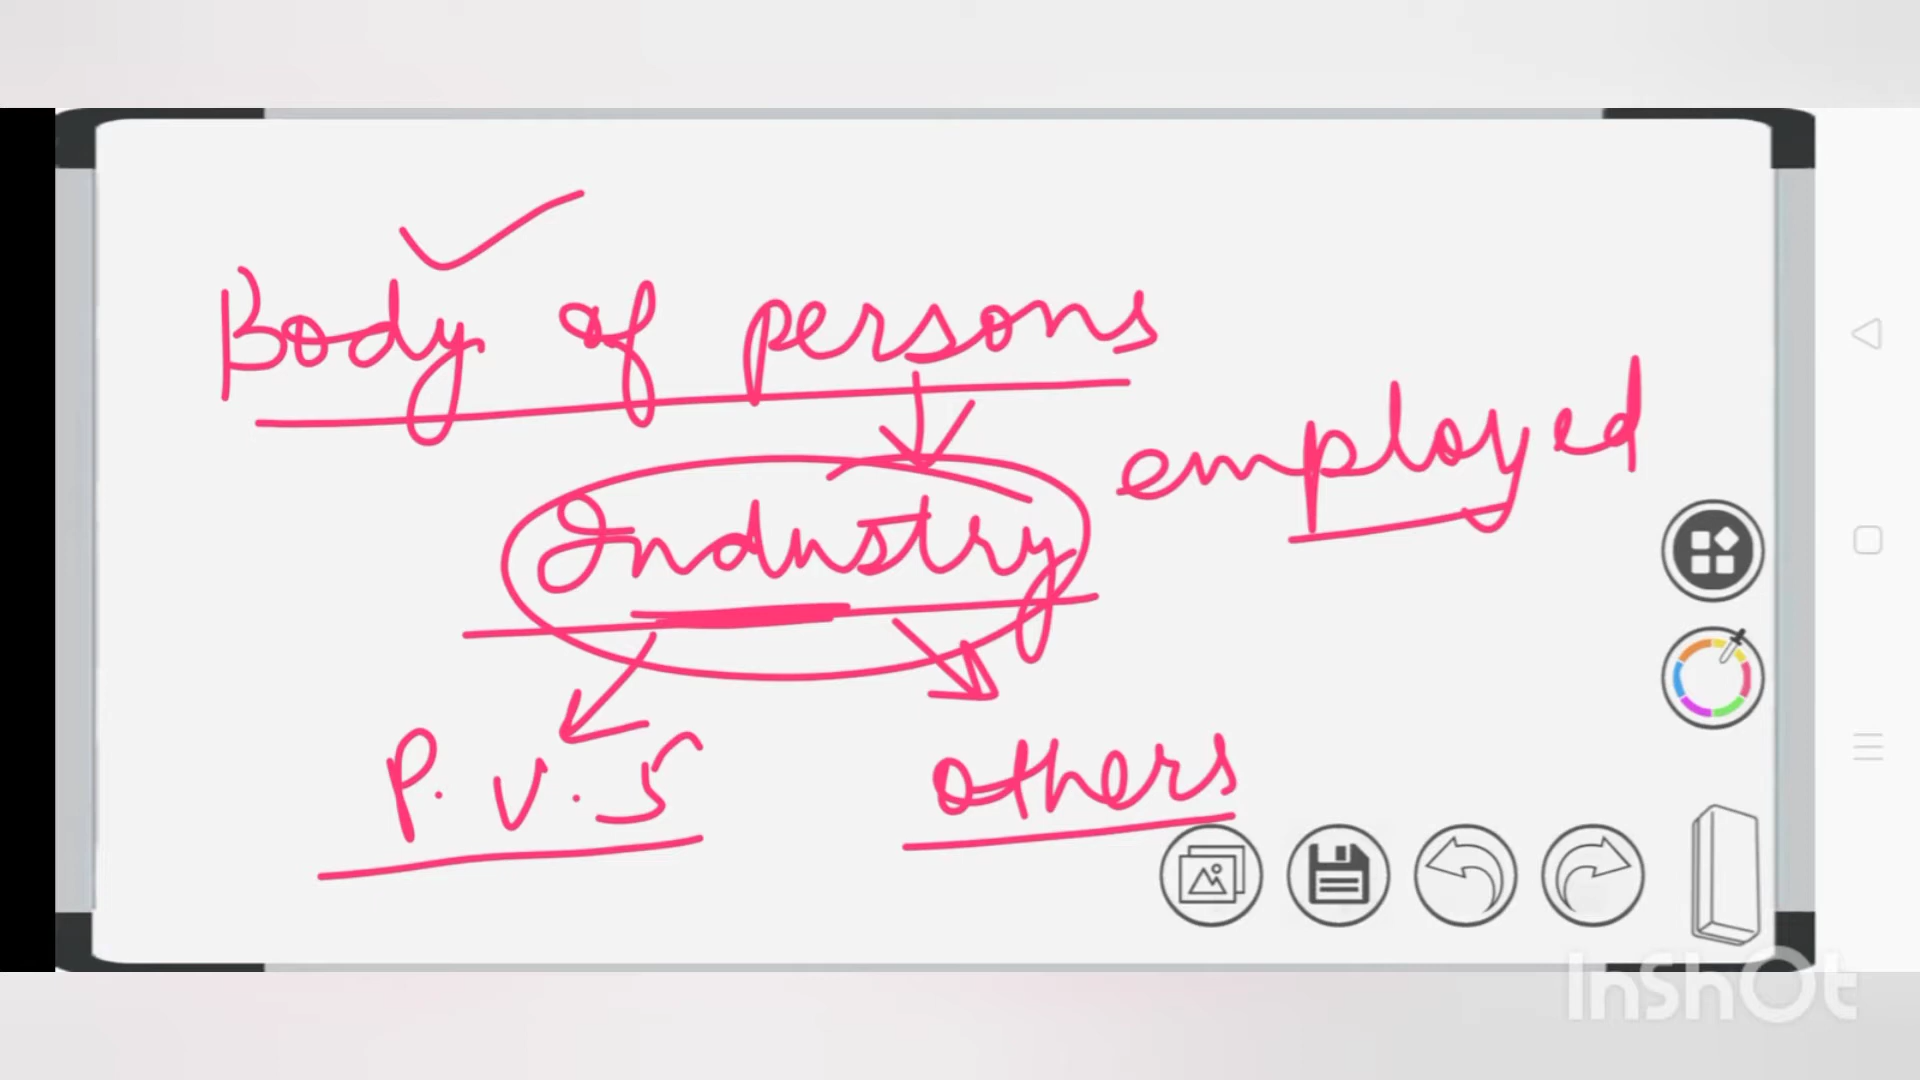 Body of persons
employed
Industry
P.V.S
others
InShOt